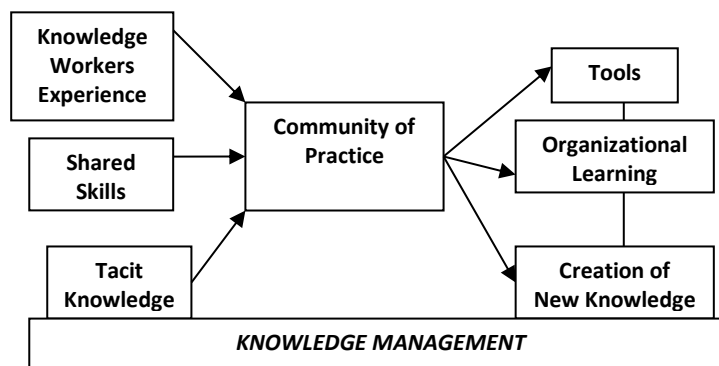 Knowledge
Workers
Experience
Shared
Skills
Tacit
Knowledge
Community of
Practice
Tools
Organizational
Learning
Creation of
New Knowledge
KNOWLEDGE MANAGEMENT